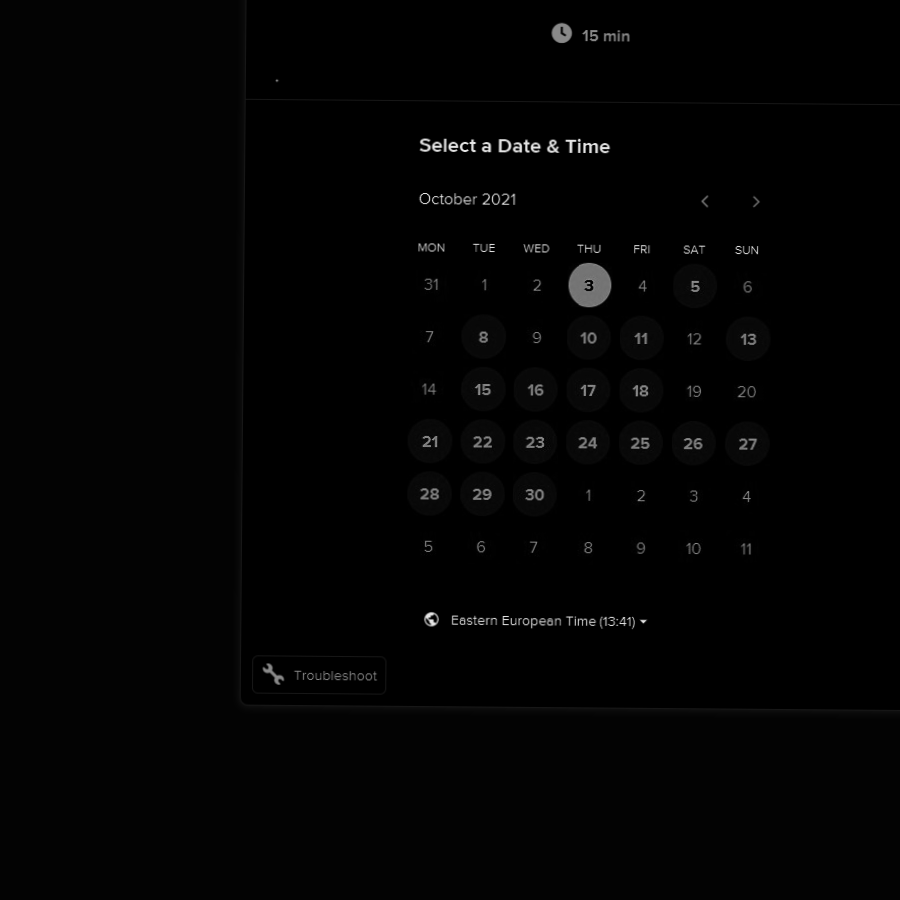 15 min
Select a Date & Time
October 2021
MON TUE WED THU FRI SAT SUN
31 1 2 3 4 5 6
7 8 9 10 11 12 13
14 15 16 17 18 19 20
21 22 23 24 25 26 27
28 29 30 1 2 3 4
5 6 7 8 9 10 11
Eastern European Time (13:41)
Troubleshoot